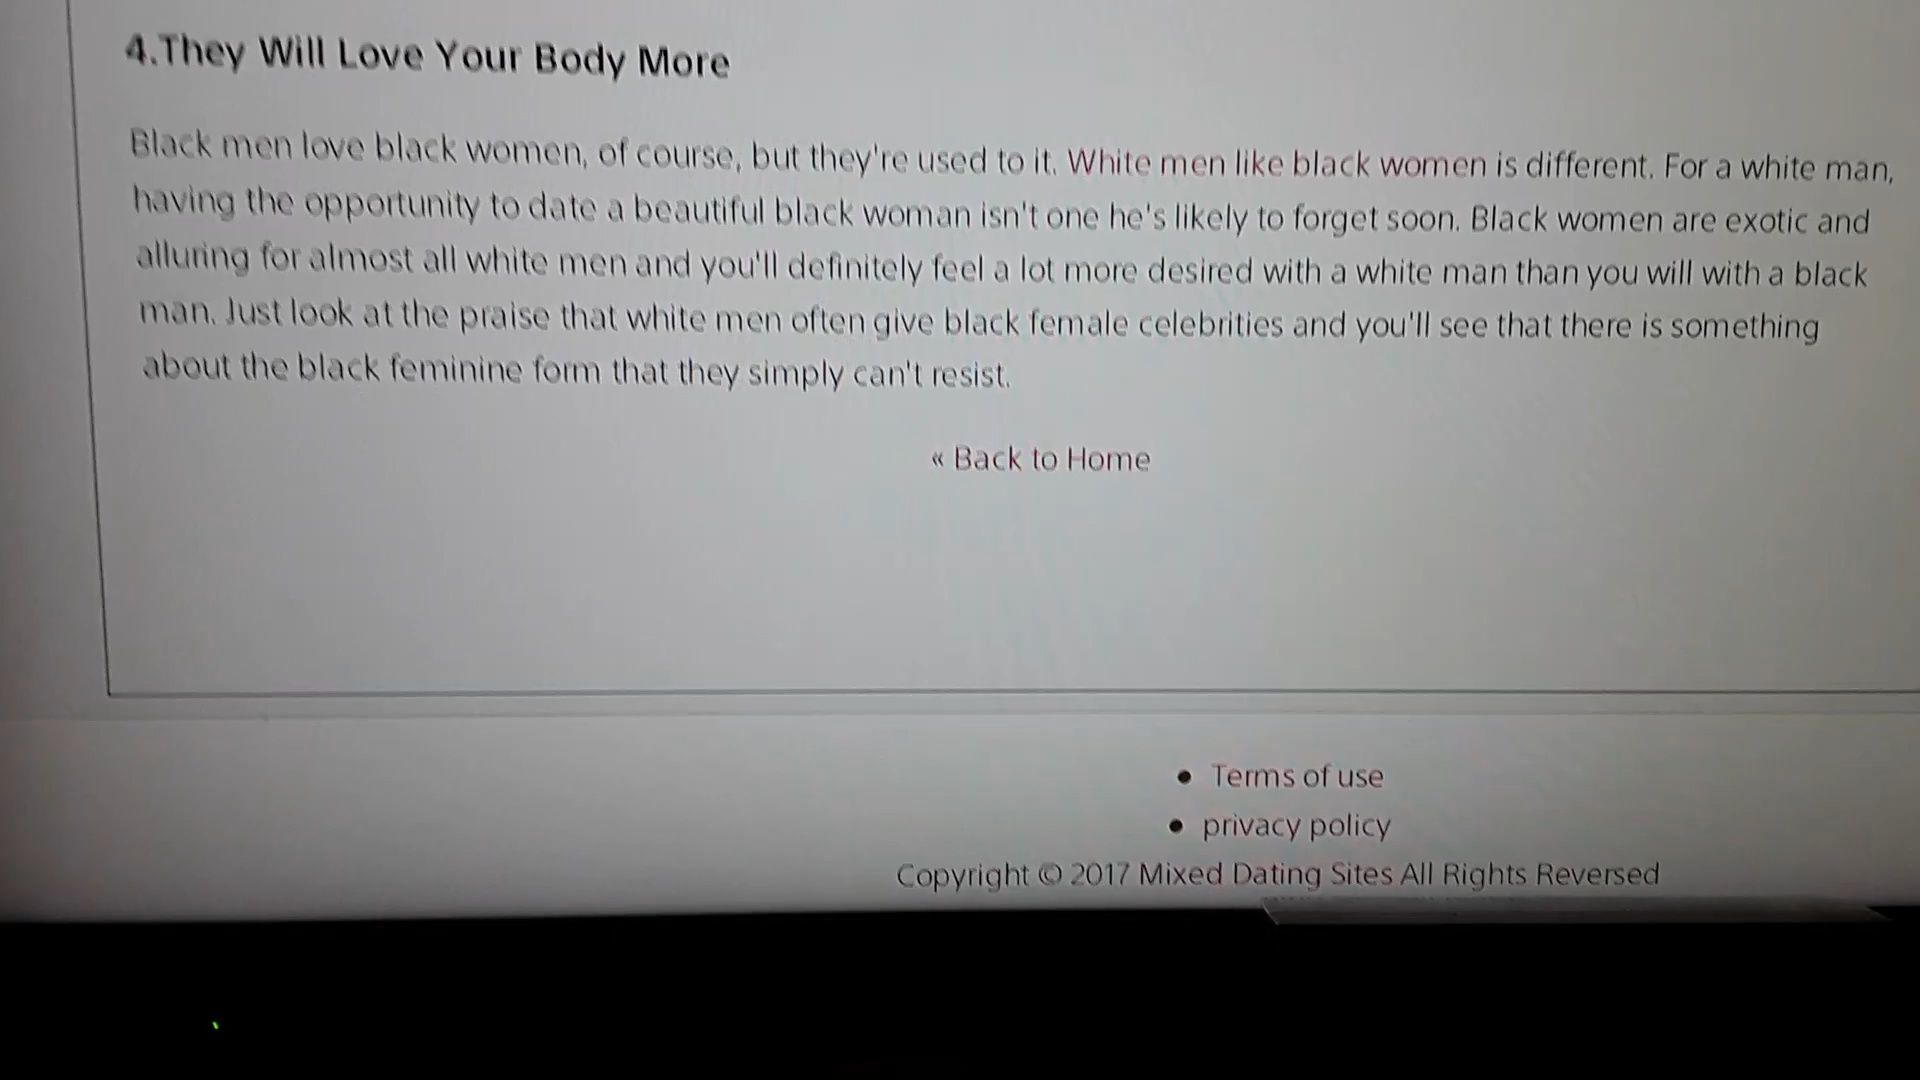 4.They Will Love Your Body More
Black men love black women, of course, but they're used to it. White men like black women is different. For a white man,
having the opportunity to date a beautiful black woman isn't one he's likely to forget soon. Black women are exotic and
alluring for almost all white men and you'll definitely feel a lot more desired with a white man than you will with a black
man. Just look at the praise that white men often give black female celebrities and you'll see that there is something
about the black feminine form that they simply can't resist.
« Back to Home
• Terms of use
• privacy policy
Copyright © 2017 Mixed Dating Sites All Rights Reversed